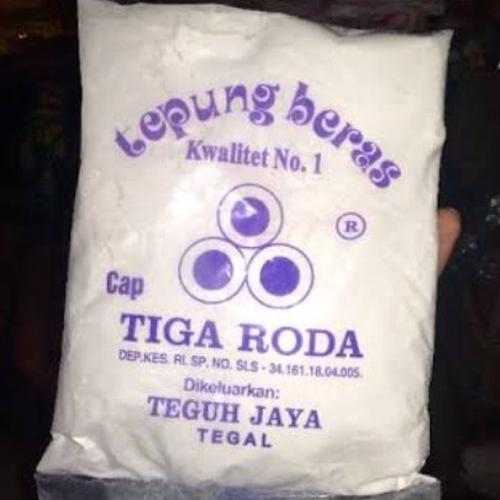 tepung beras
Kwalitet No. 1
®
Cap
TIGA RODA
DEP.KES. RI. SP. NO. SLS - 34.161.18.04.005.
Dikeluarkan:
TEGUH JAYA
TEGAL